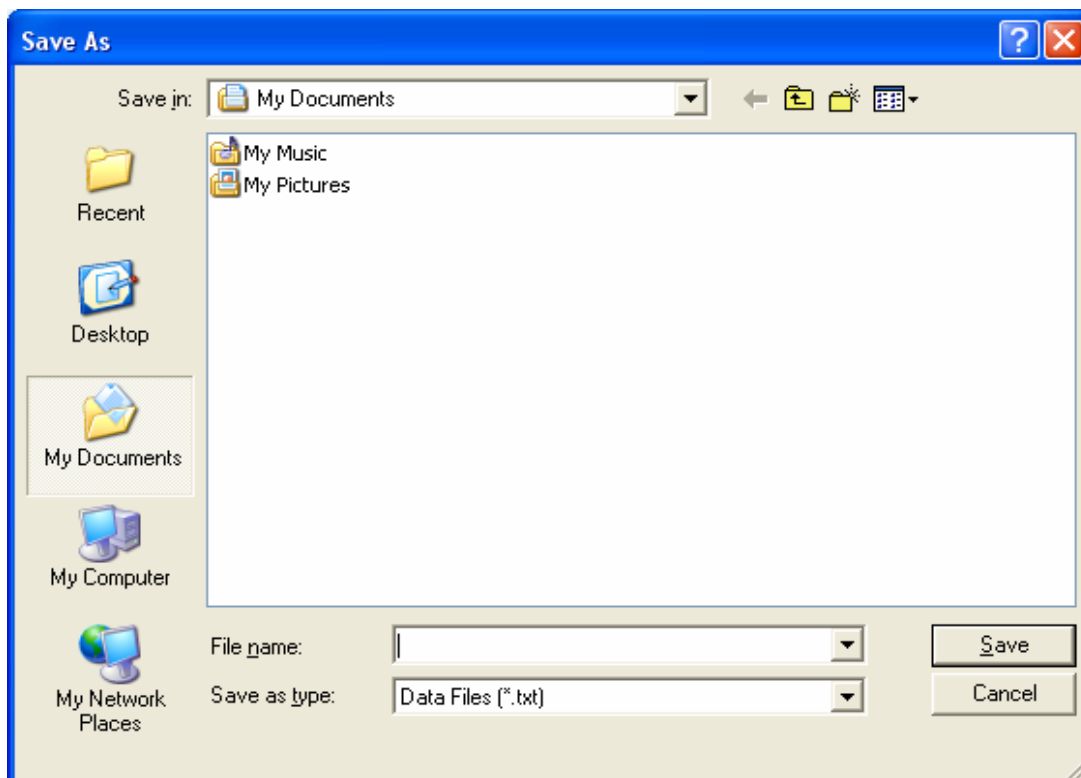 Save As
Save in: My Documents
My Music
My Pictures
Recent
Desktop
My Documents
My Computer
My Network
Places
File name:
Save as type: Data Files (*.txt)
Save
Cancel